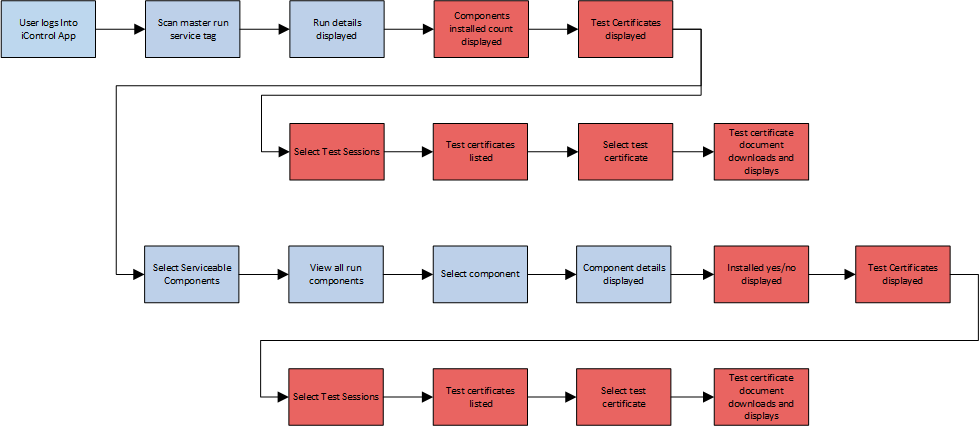 User logs Into
iControl App
Scan master run
service tag
Run details
displayed
Components
installed count
displayed
Test Certificates
displayed
Select Test Sessions
Test certificates
listed
Select test
certificate
Test certificate
document
downloads and
displays
Select Serviceable
Components
View all run
components
Select component
Component details
displayed
Installed yes/no
displayed
Test Certificates
displayed
Select Test Sessions
Test certificates
listed
Select test
certificate
Test certificate
document
downloads and
displays